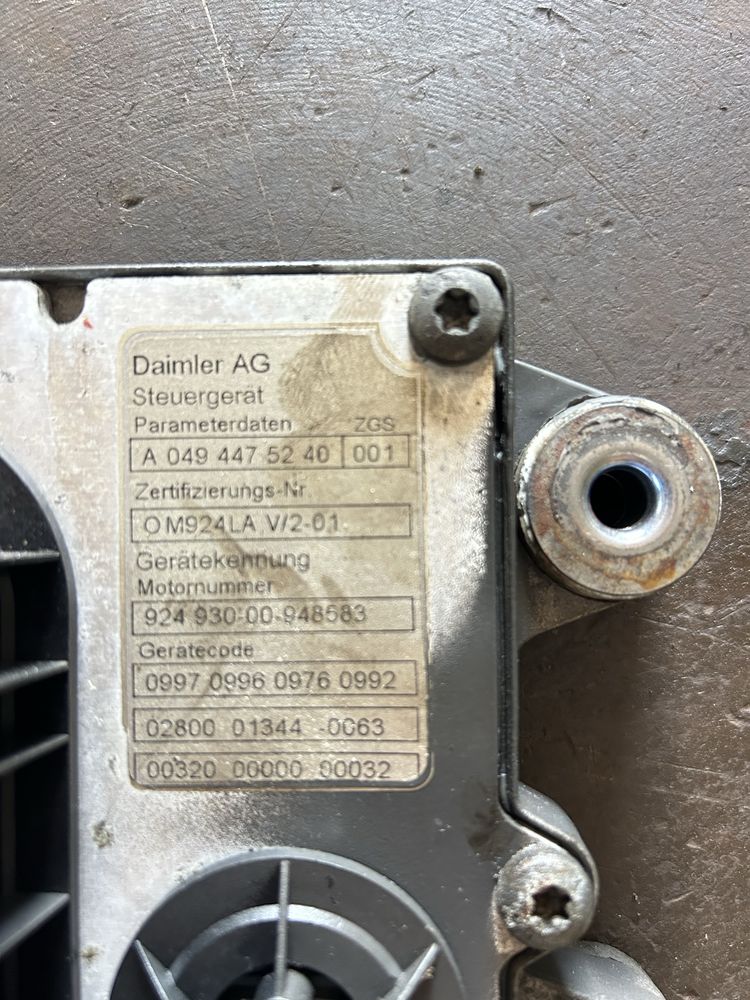 Daimler AG
Steuergerät
Parameterdaten ZGS
A 049 447 52 40 001
Zertifizierungs-Nr.
OM924LA V/2-01
Gerätekennung
Motornummer
924 930-00-948583
Gerätecode
0997 0996 0976 0992
02800 01344 -0063
00320 00000 00032